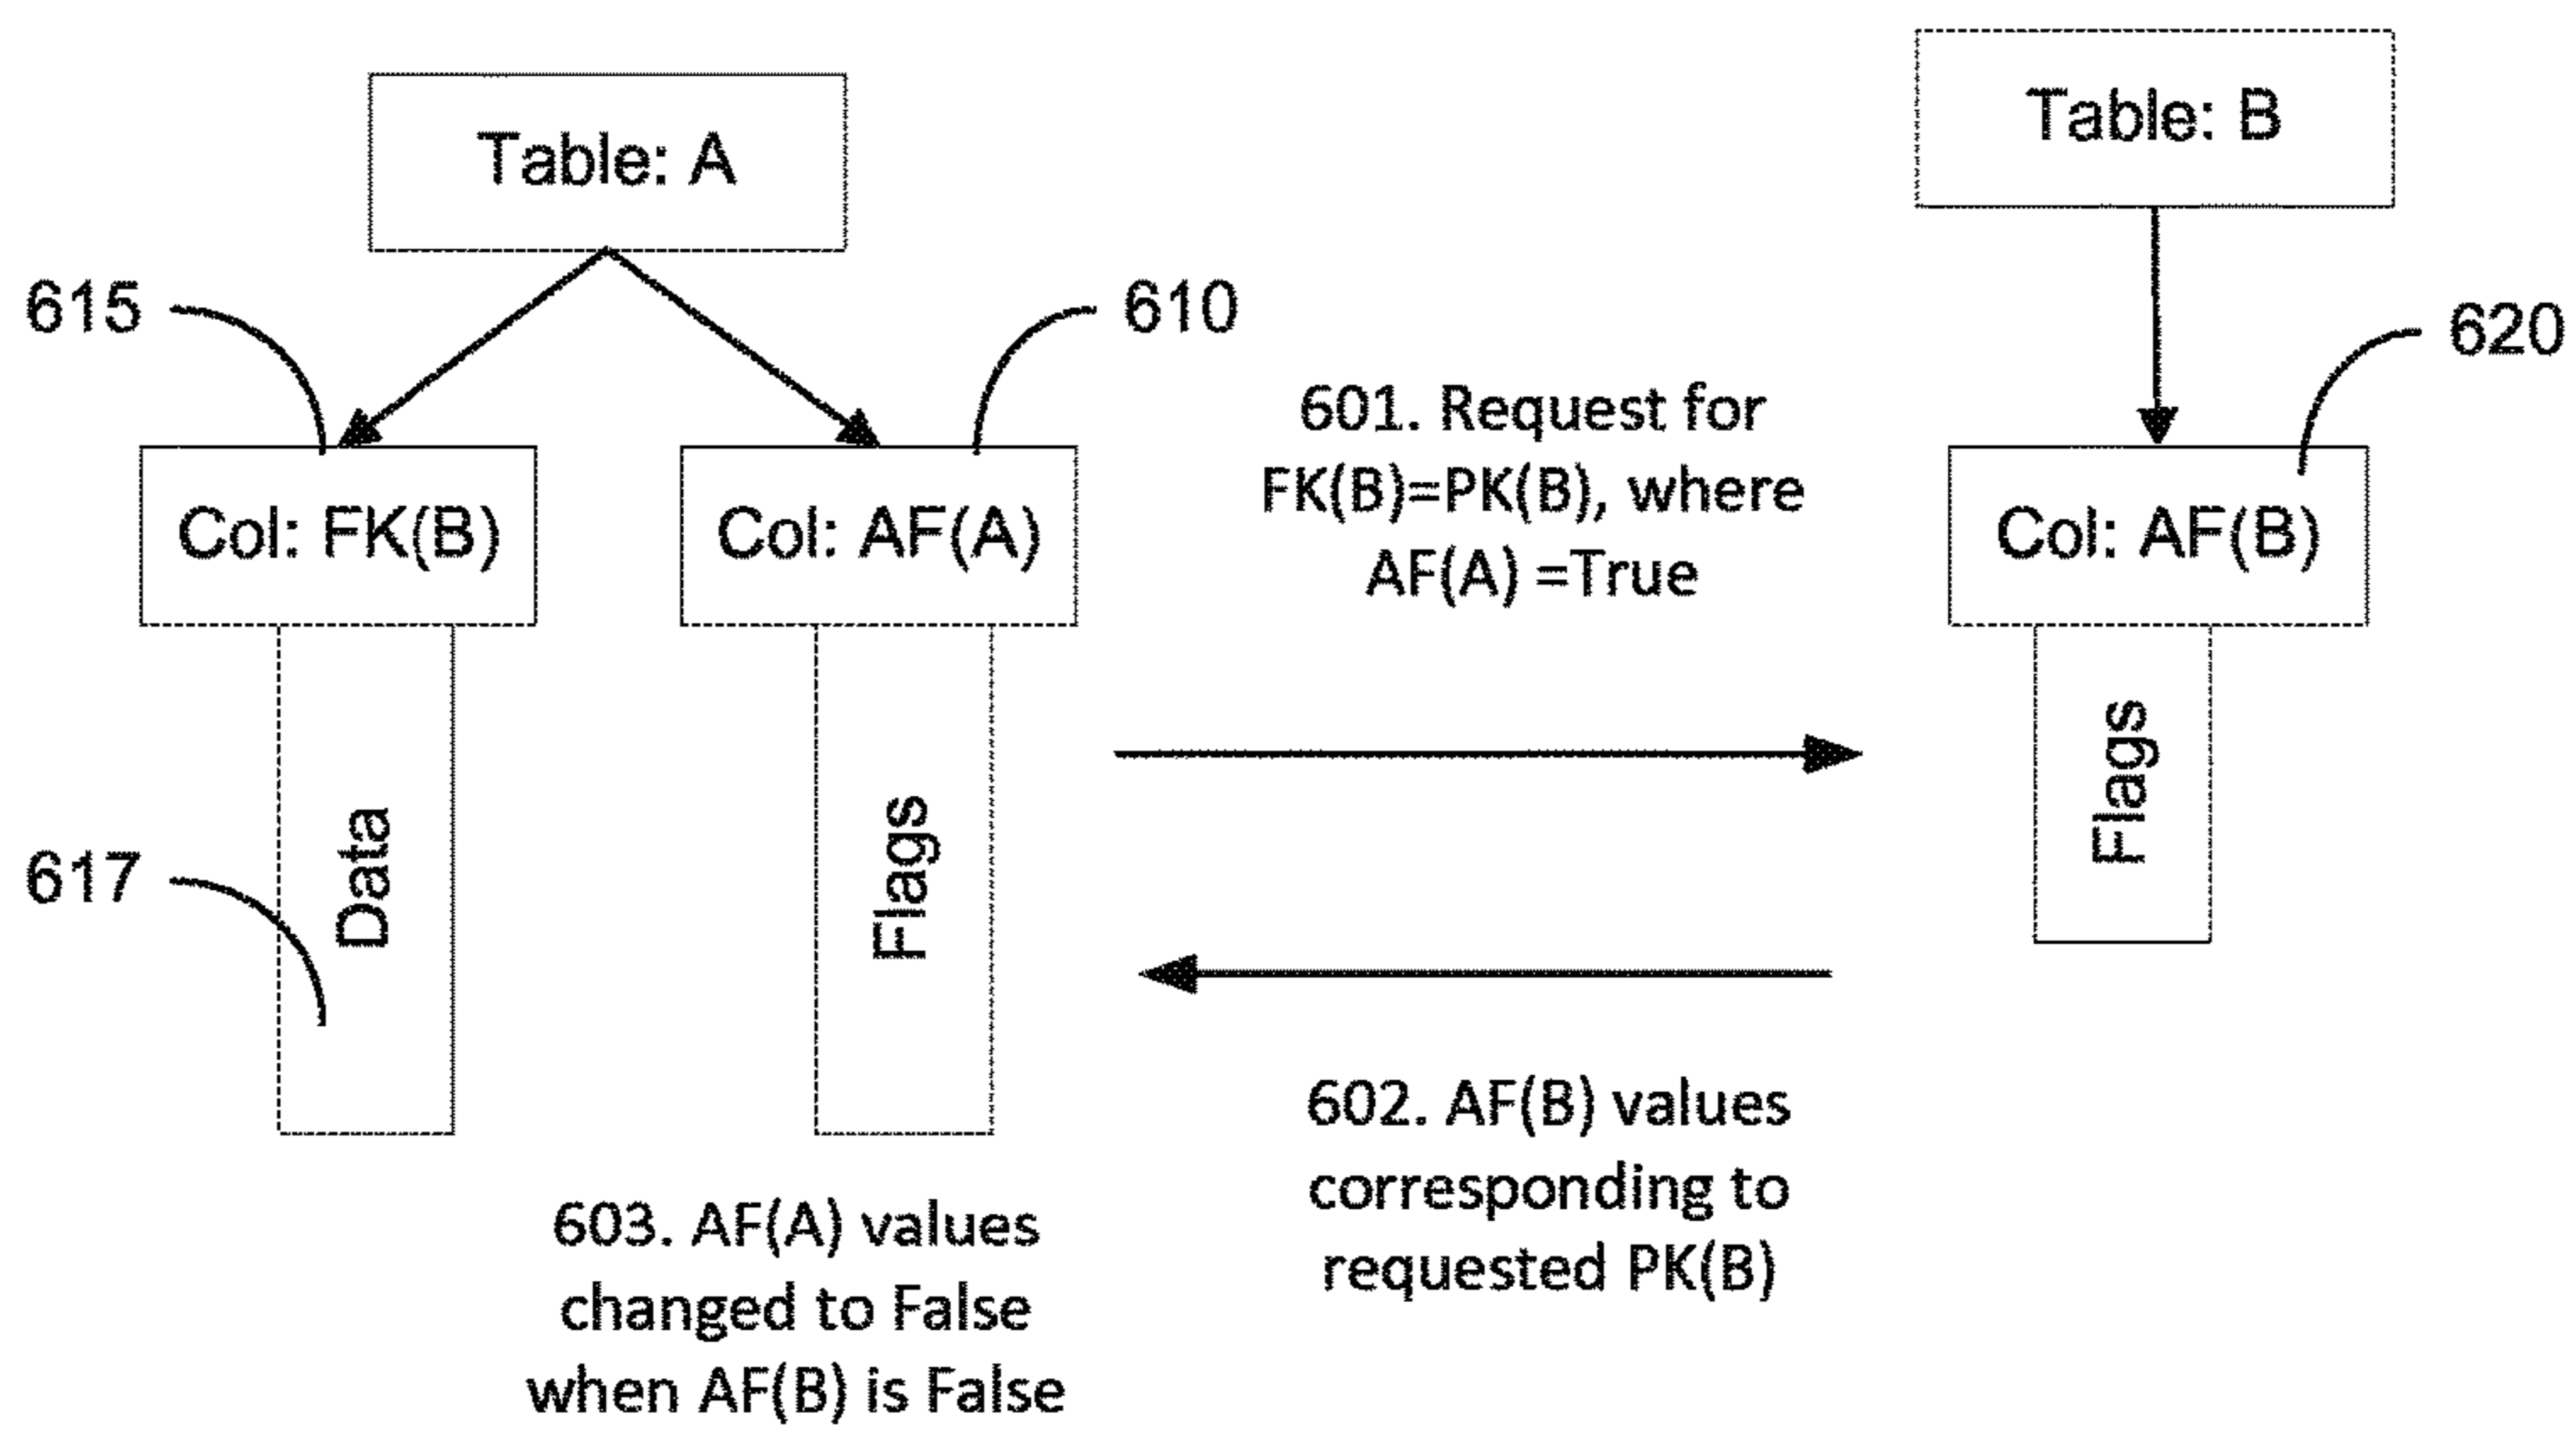 Table: A
Table: B
615
610
620
601. Request for
FK(B)=PK(B), where
AF(A) =True
Col: FK(B)
Col: AF(A)
Col: AF(B)
Data
Flags
Flags
617
602. AF(B) values
corresponding to
requested PK(B)
603. AF(A) values
changed to False
when AF(B) is False